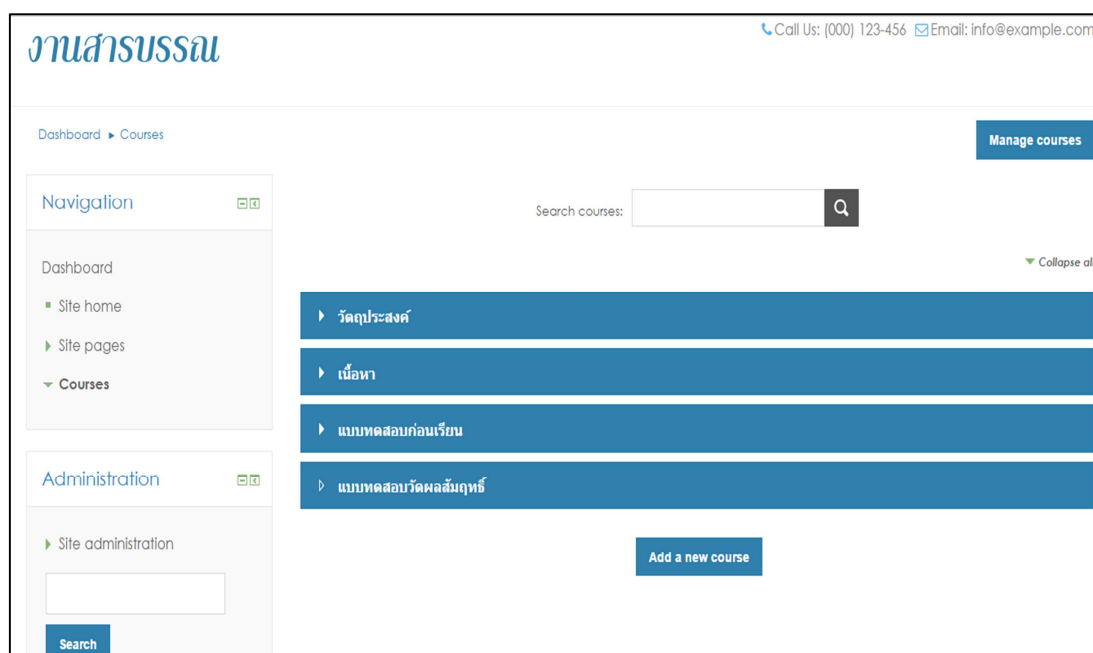 งานสารบรรณ
Call Us: (000) 123-456 Email: info@example.com
Dashboard ▸ Courses
Manage courses
Navigation
Search courses:
Dashboard
Collapse all
Site home
วัตถุประสงค์
Site pages
เนื้อหา
Courses
แบบทดสอบก่อนเรียน
Administration
แบบทดสอบวัดผลสัมฤทธิ์
Site administration
Add a new course
Search